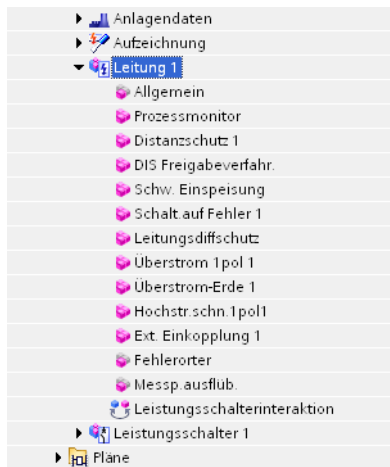 Anlagendaten
Aufzeichnung
Leitung 1
Allgemein
Prozessmonitor
Distanzschutz 1
DIS Freigabeverfahr.
Schw. Einspeisung
Schalt.auf Fehler 1
Leitungsdiffschutz
Überstrom 1pol 1
Überstrom-Erde 1
Hochstr.schn.1pol1
Ext. Einkopplung 1
Fehlerorter
Messp.ausflüb.
Leistungsschalterinteraktion
Leistungsschalter 1
Pläne